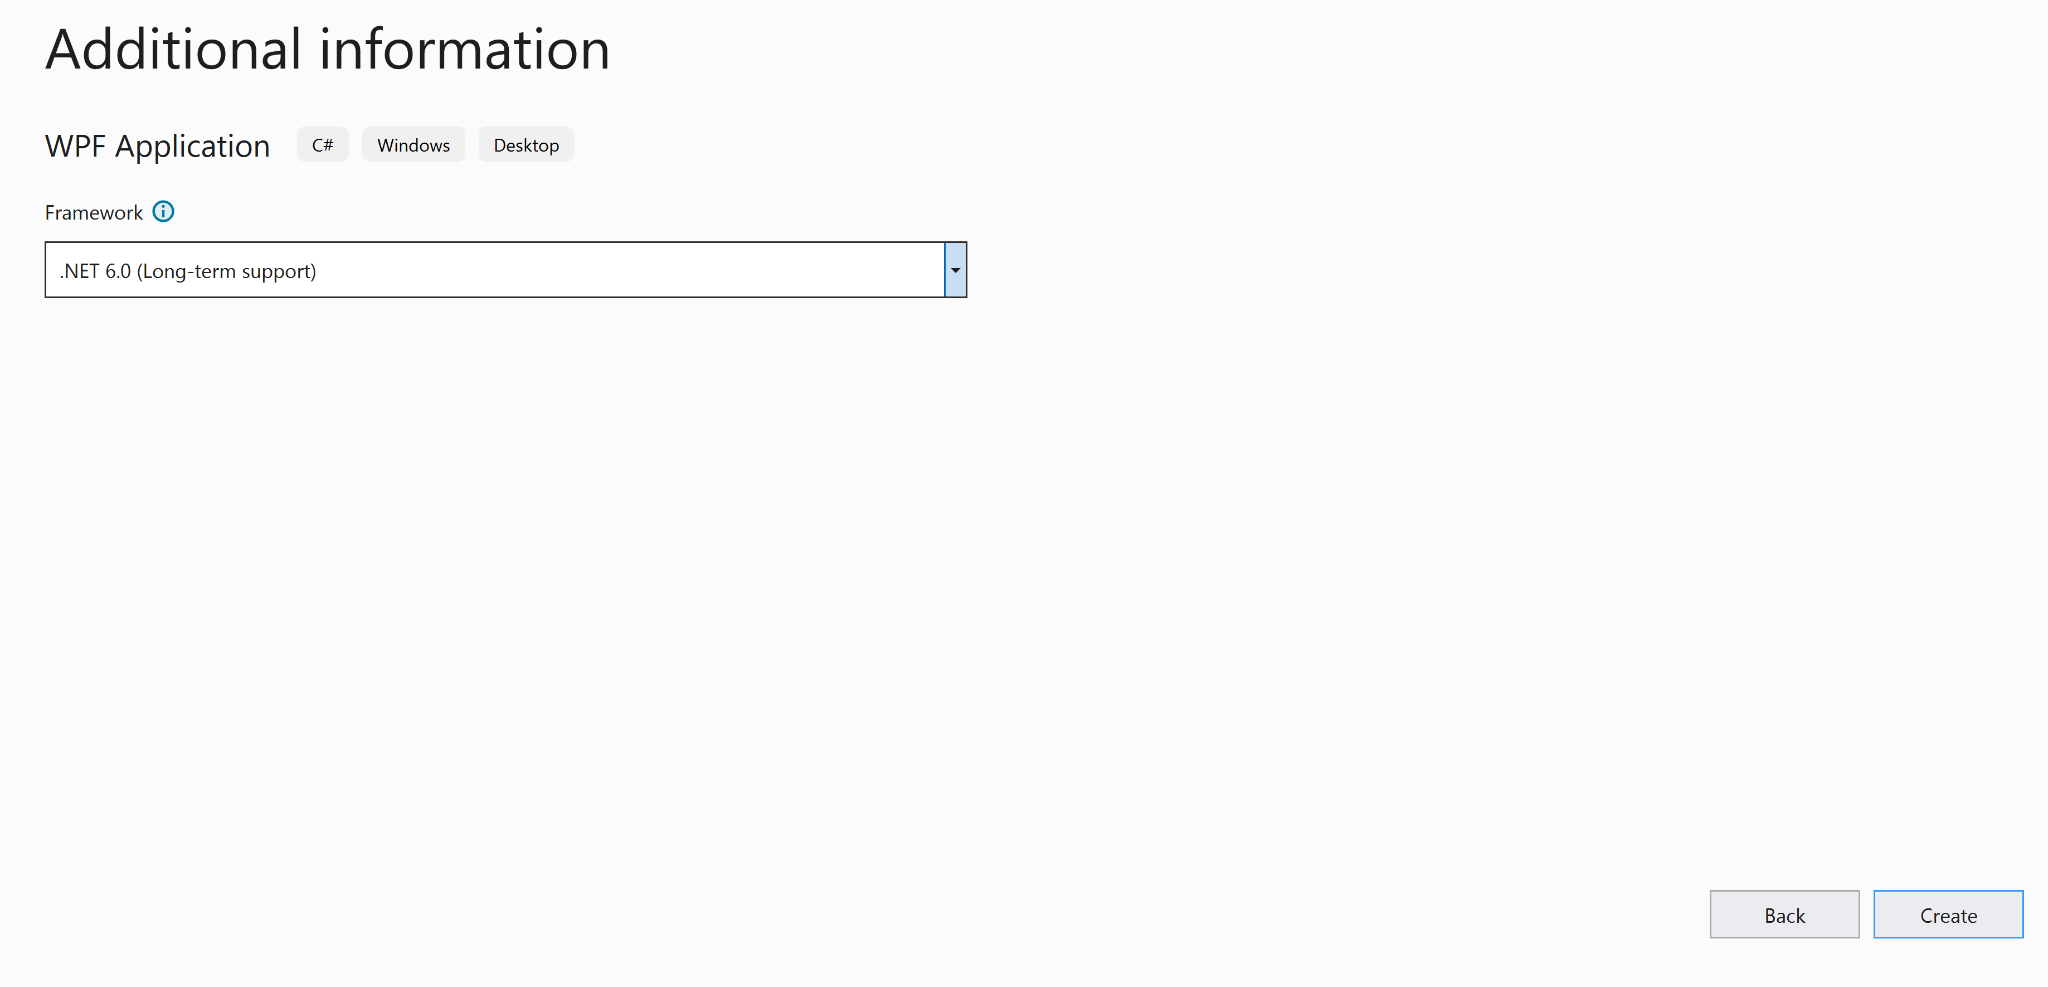 Additional information
WPF Application C# Windows Desktop
Framework
.NET 6.0 (Long-term support)
Back Create